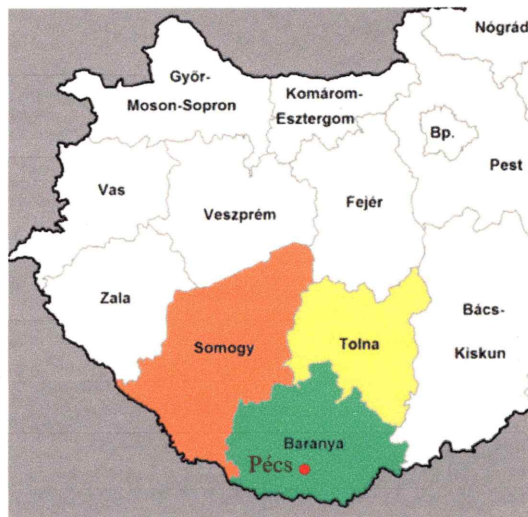 Nógrád
Győr-
Moson-Sopron
Komárom-
Esztergom
Bp.
Pest
Vas
Veszprém
Fejér
Zala
Bács-
Kiskun
Somogy
Tolna
Baranya
Pécs